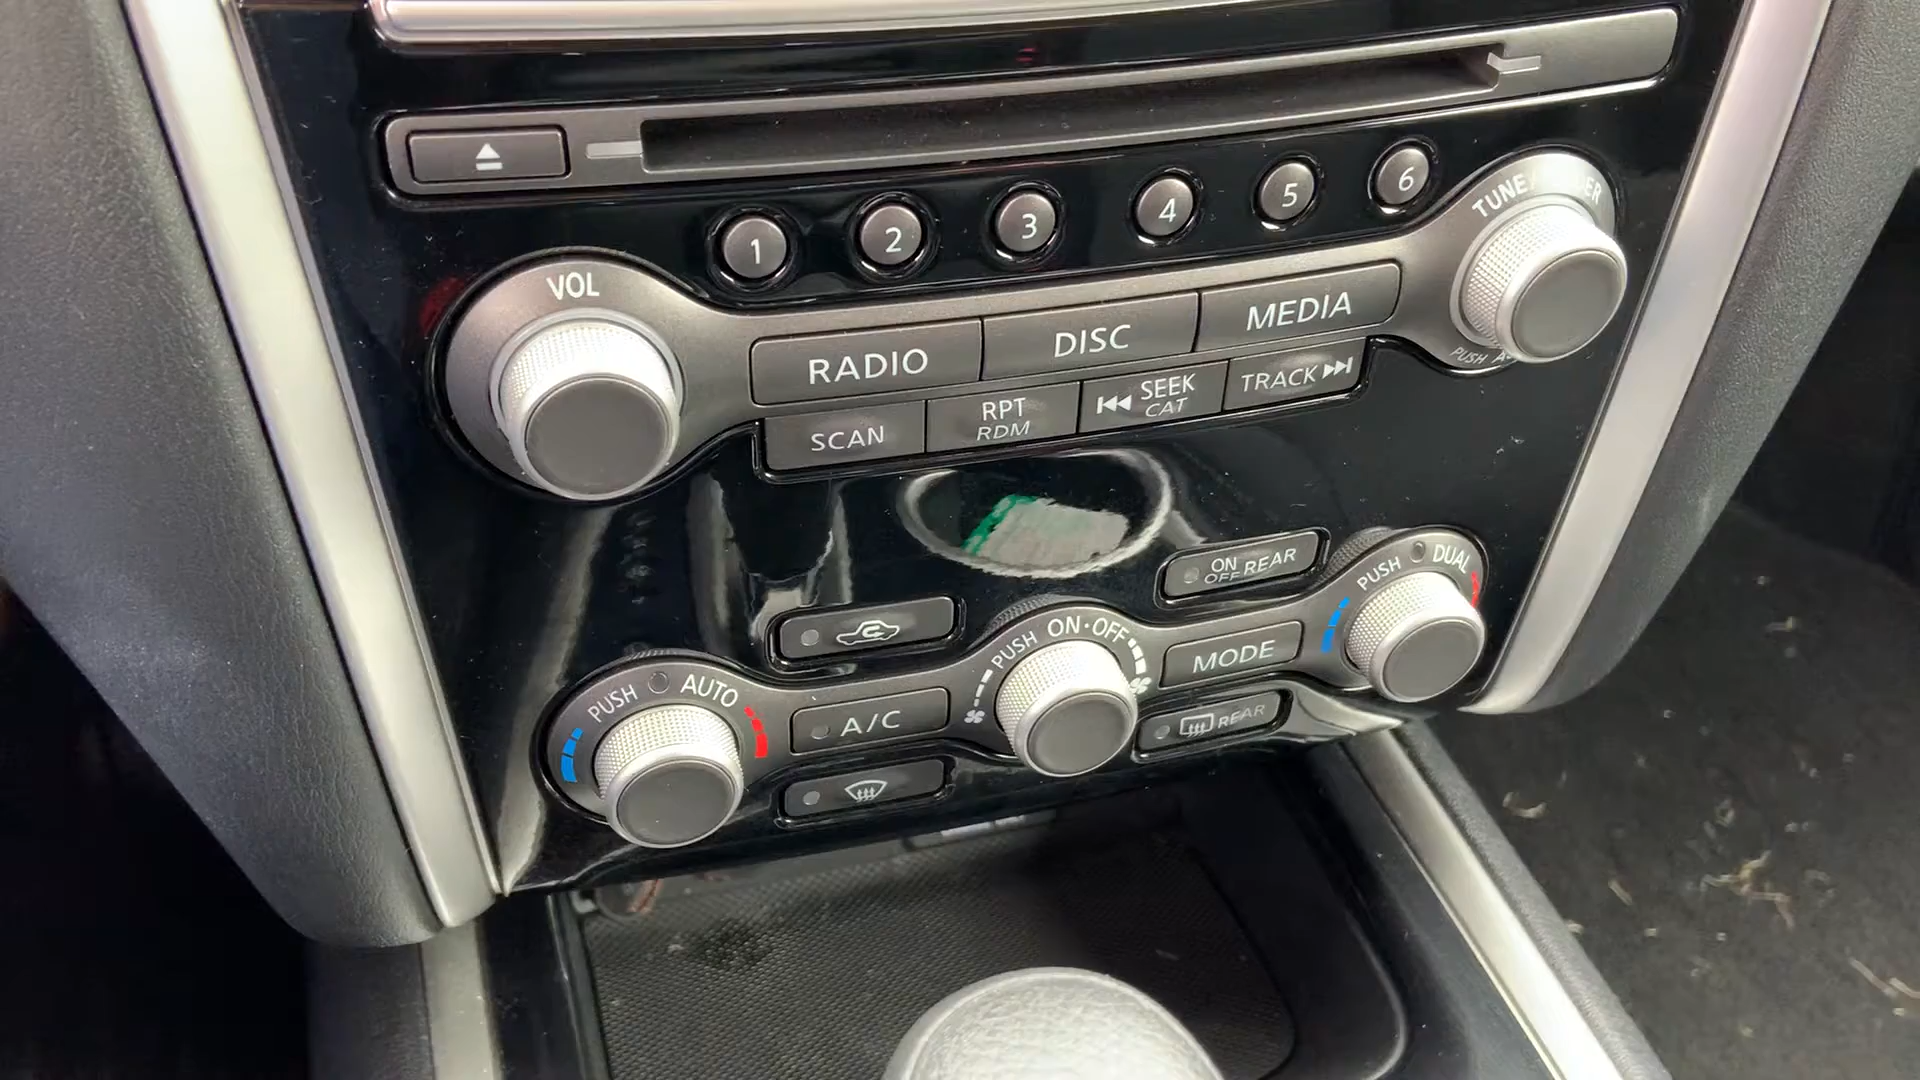 1 2 3 4 5 6
VOL
RADIO DISC MEDIA
SCAN RPT SEEK TRACK
RDM CAT
TUNE
PUSH
ON REAR
OFF
PUSH DUAL
PUSH ON·OFF
MODE
PUSH AUTO
A/C
REAR